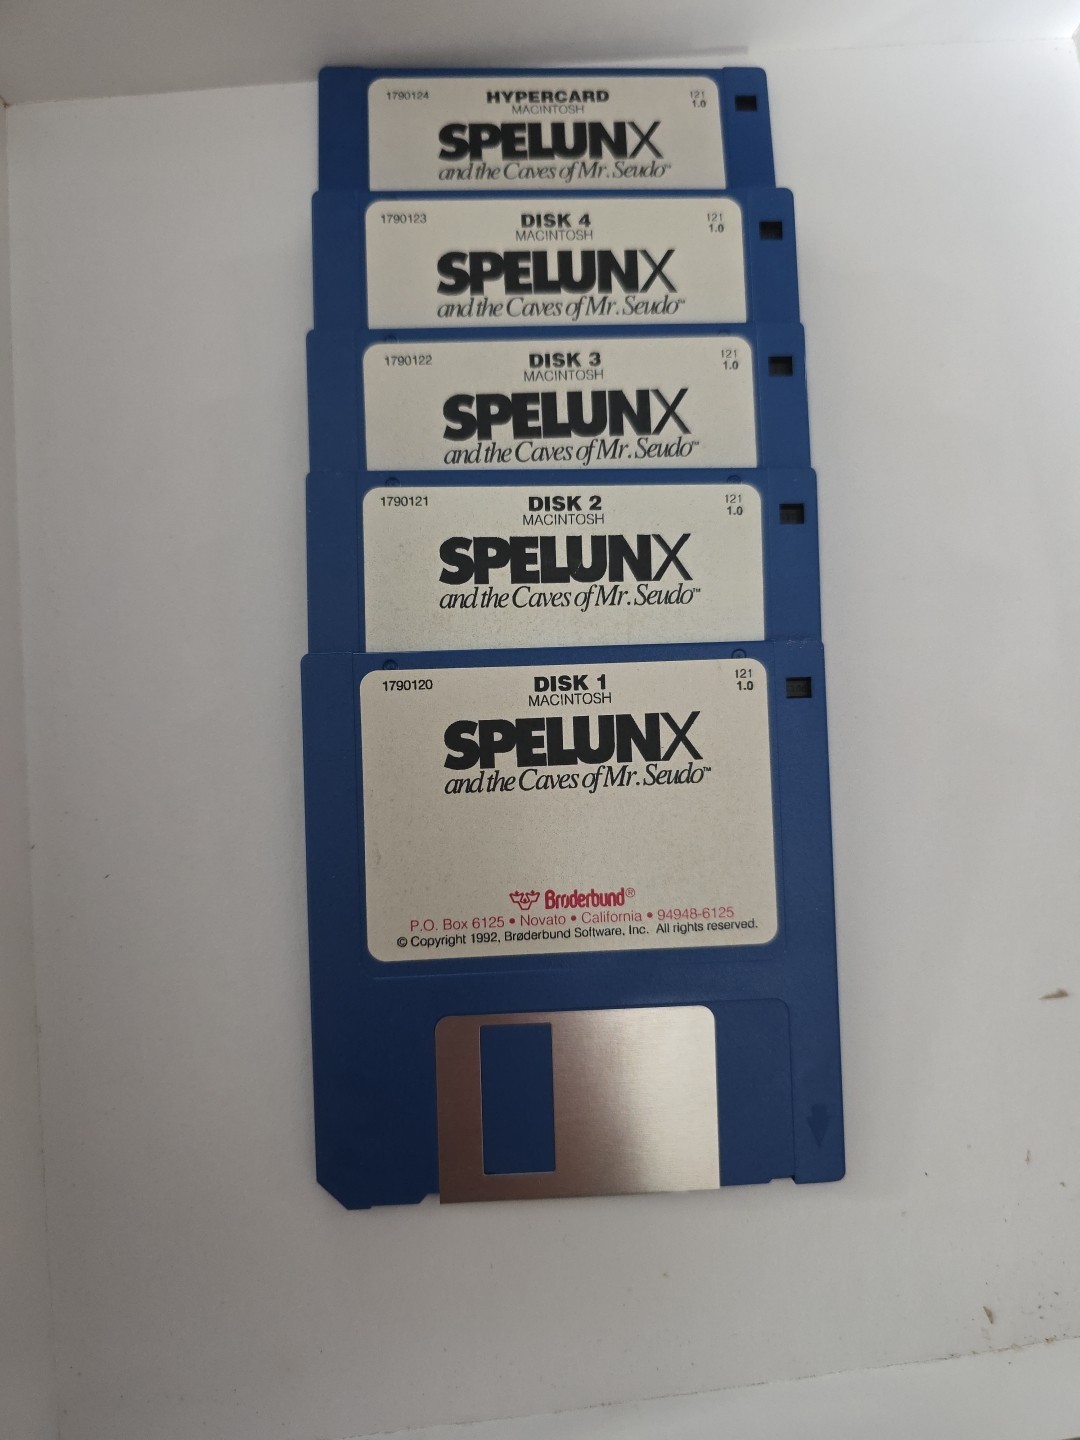 1790124 HYPERCARD 121
MACINTOSH 1.0
SPELUNX
and the Caves of Mr. Seudo™
1790123 DISK 4 121
MACINTOSH 1.0
SPELUNX
and the Caves of Mr. Seudo™
1790122 DISK 3 121
MACINTOSH 1.0
SPELUNX
and the Caves of Mr. Seudo™
1790121 DISK 2 121
MACINTOSH 1.0
SPELUNX
and the Caves of Mr. Seudo™
1790120 DISK 1 121
MACINTOSH 1.0
SPELUNX
and the Caves of Mr. Seudo™
Brøderbund®
P.O. Box 6125 • Novato • California • 94948-6125
© Copyright 1992, Brøderbund Software, Inc. All rights reserved.